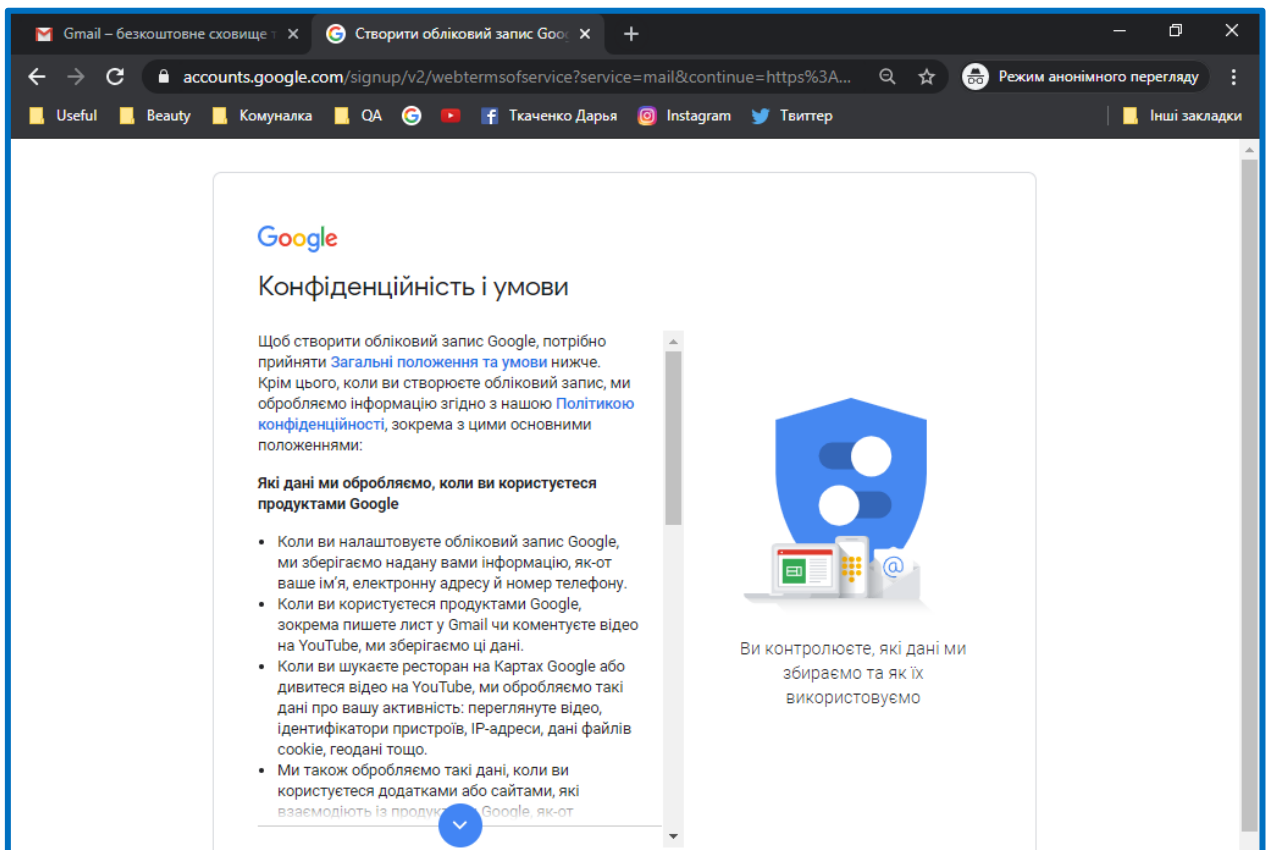 Gmail – безкоштовне сховище т
Створити обліковий запис Goog
accounts.google.com/signup/v2/webtermsofservice?service=mail&continue=https%3A...
Режим анонімного перегляду
Useful
Beauty
Комуналка
QA
Ткаченко Дарья
Instagram
Твиттер
Інші закладки
Google
Конфіденційність і умови
Щоб створити обліковий запис Google, потрібно
прийняти Загальні положення та умови нижче.
Крім цього, коли ви створюєте обліковий запис, ми
обробляємо інформацію згідно з нашою Політикою
конфіденційності, зокрема з цими основними
положеннями:
Які дані ми обробляємо, коли ви користуєтеся
продуктами Google
• Коли ви налаштовуєте обліковий запис Google,
ми зберігаємо надану вами інформацію, як-от
ваше ім’я, електронну адресу й номер телефону.
• Коли ви користуєтеся продуктами Google,
зокрема пишете лист у Gmail чи коментуєте відео
на YouTube, ми зберігаємо ці дані.
• Коли ви шукаєте ресторан на Картах Google або
дивитеся відео на YouTube, ми обробляємо такі
дані про вашу активність: переглянуте відео,
ідентифікатори пристроїв, IP-адреси, дані файлів
cookie, геодані тощо.
• Ми також обробляємо такі дані, коли ви
користуєтеся додатками або сайтами, які
взаємодіють із Google, як-от
Ви контролюєте, які дані ми
збираємо та як їх
використовуємо